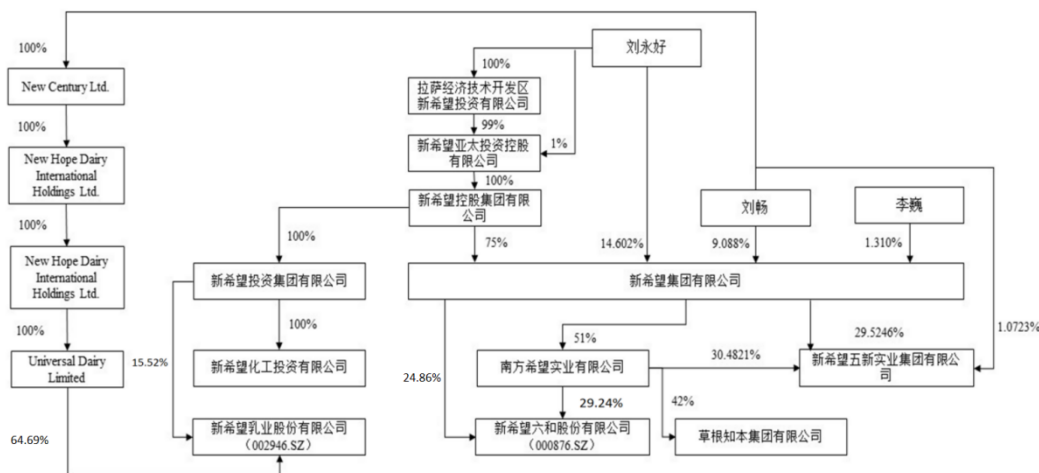 刘永好
100%
100%
New Century Ltd.
拉萨经济技术开发区
新希望投资有限公司
100%
99%
1%
新希望亚太投资控股
有限公司
New Hope Dairy
International
Holdings Ltd.
100%
新希望控股集团有限
公司
刘畅
李巍
100%
100%
75%
14.602%
9.088%
1.310%
New Hope Dairy
International
Holdings Ltd.
新希望投资集团有限公司
新希望集团有限公司
100%
100%
51%
29.5246%
1.0723%
Universal Dairy
Limited
15.52%
新希望化工投资有限公司
24.86%
南方希望实业有限公司
30.4821%
新希望五新实业集团有限公
司
29.24%
42%
64.69%
新希望乳业股份有限公司
（002946.SZ）
新希望六和股份有限公司
（000876.SZ）
草根知本集团有限公司